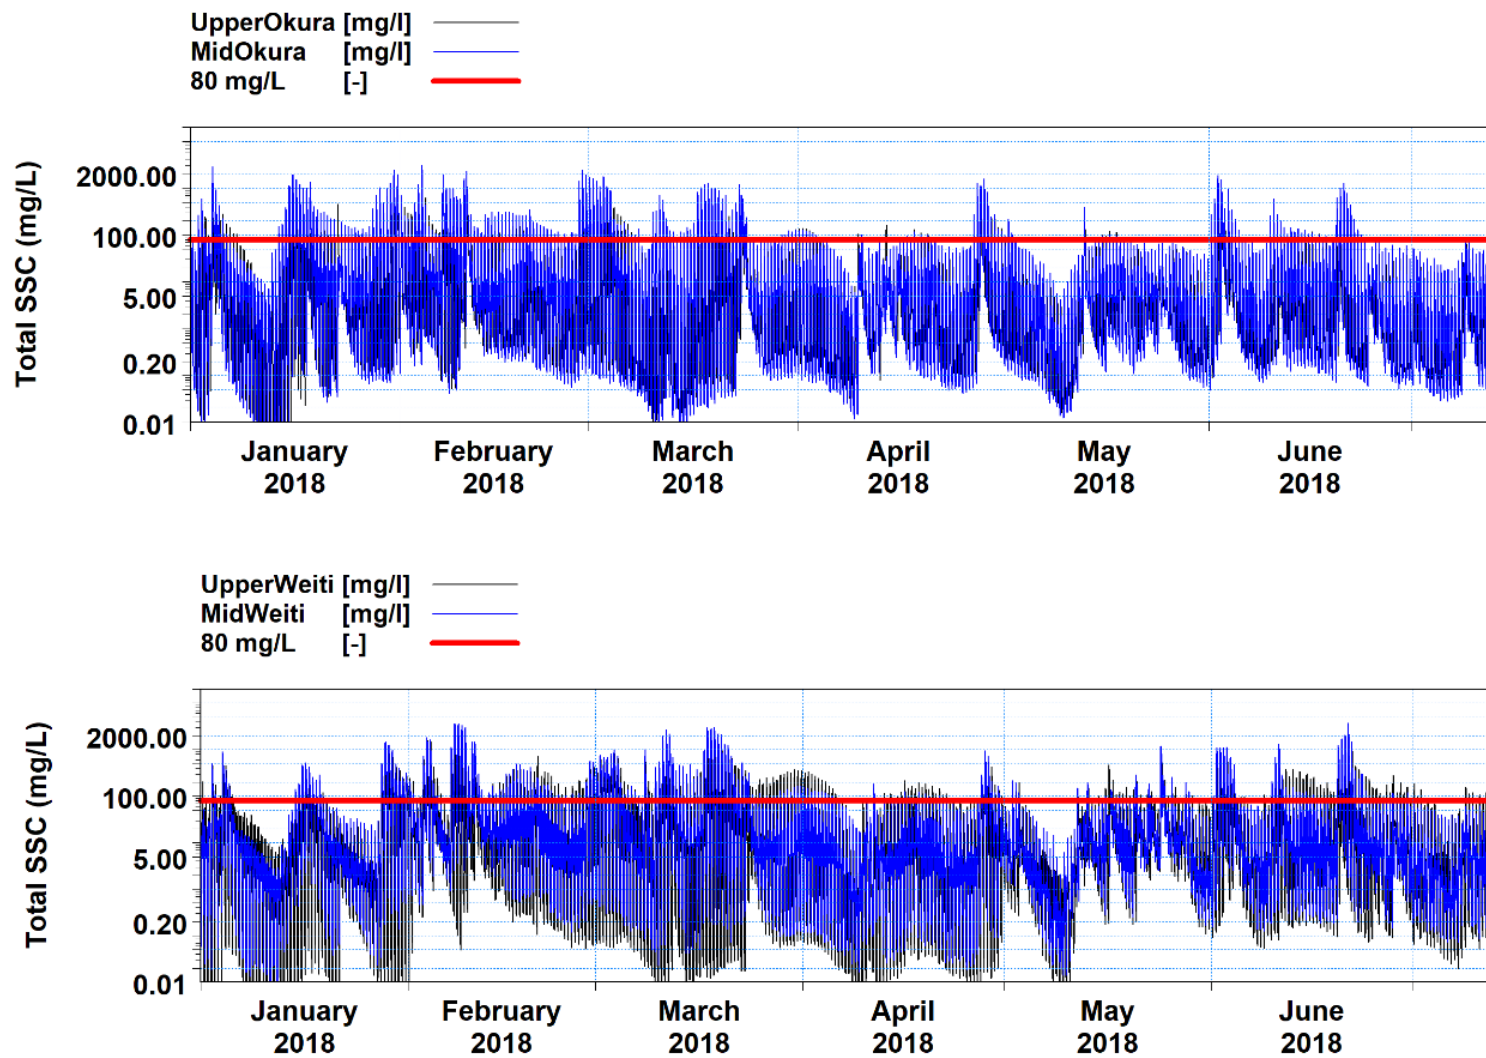 UpperOkura [mg/l]
MidOkura [mg/l]
80 mg/L [-]
Total SSC (mg/L)
2000.00
100.00
5.00
0.20
0.01
January February March April May June
2018 2018 2018 2018 2018 2018
UpperWeiti [mg/l]
MidWeiti [mg/l]
80 mg/L [-]
Total SSC (mg/L)
2000.00
100.00
5.00
0.20
0.01
January February March April May June
2018 2018 2018 2018 2018 2018